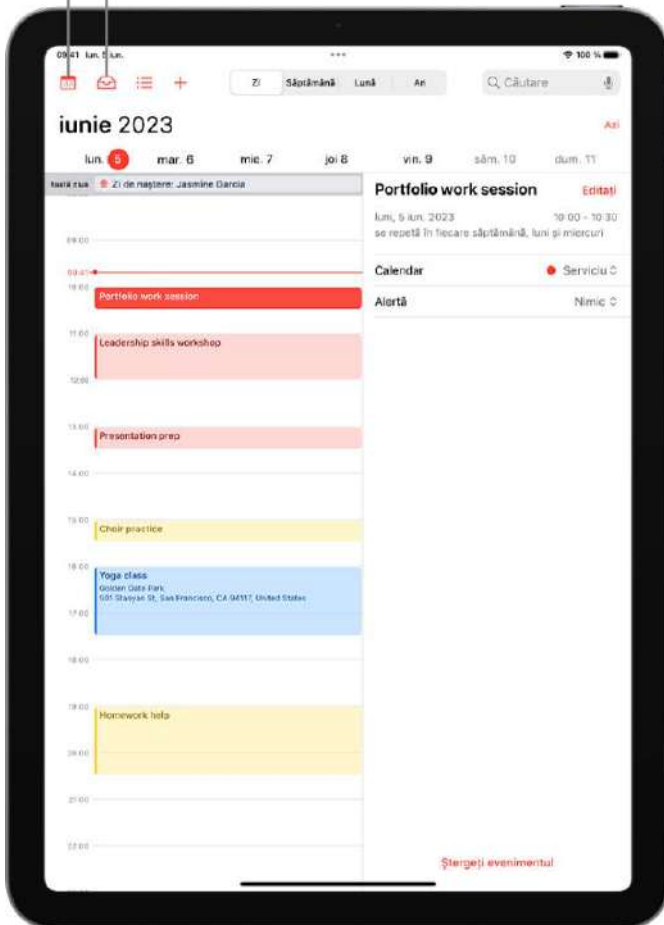 09:41 lun. 5 iun.
100 %
Zi Săptămână Lună An
Căutare
iunie 2023
Azi
lun. 5 mar. 6 mie. 7 joi 8 vin. 9 sâm. 10 dum. 11
toată ziua Zi de naștere: Jasmine Garcia
09:00
09:41
10:00
Portfolio work session
11:00
Leadership skills workshop
12:00
13:00
Presentation prep
14:00
15:00
Choir practice
16:00
Yoga class
Golden Gate Park
501 Stanyan St, San Francisco, CA 94117, United States
17:00
18:00
19:00
Homework help
20:00
21:00
22:00
Portfolio work session Editați
luni, 5 iun. 2023 10:00 – 10:30
se repetă în fiecare săptămână, luni și miercuri
Calendar Serviciu
Alertă Nimic
Ștergeți evenimentul